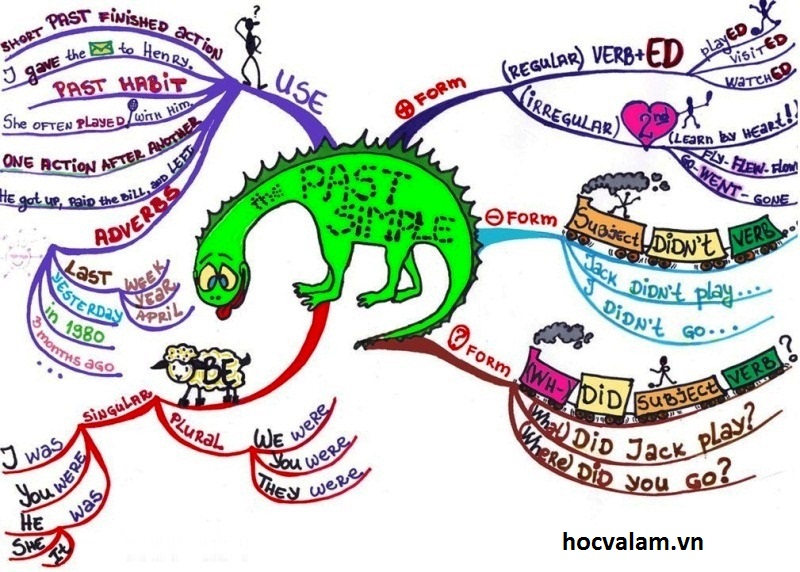 the PAST SIMPLE
USE
SHORT PAST FINISHED ACTION
I gave the to Henry.
PAST HABIT
She OFTEN PLAYED WITH HIM.
ONE ACTION AFTER ANOTHER
HE GOT UP, PAID THE BILL, AND LEFT.
ADVERBS
LAST
WEEK
YEAR
APRIL
YESTERDAY
in 1980
3 MONTHS AGO
...
+ FORM
(REGULAR) VERB+ED
playED
VISITED
WATCHED
(IRREGULAR) 2nd (LEARN BY HEART!!)
FLY-FLEW-FLOWN
GO-WENT-GONE
- FORM
SUBJECT DIDN'T VERB
JACK DIDN'T PLAY...
I DIDN'T GO...
? FORM
WH- DID SUBJECT VERB ?
(WHAT) DID JACK PLAY?
(WHERE) DID YOU GO?
BE
SINGULAR
I WAS
YOU WERE
HE WAS
SHE
It
PLURAL
WE WERE
YOU WERE
THEY WERE
hocvalam.vn